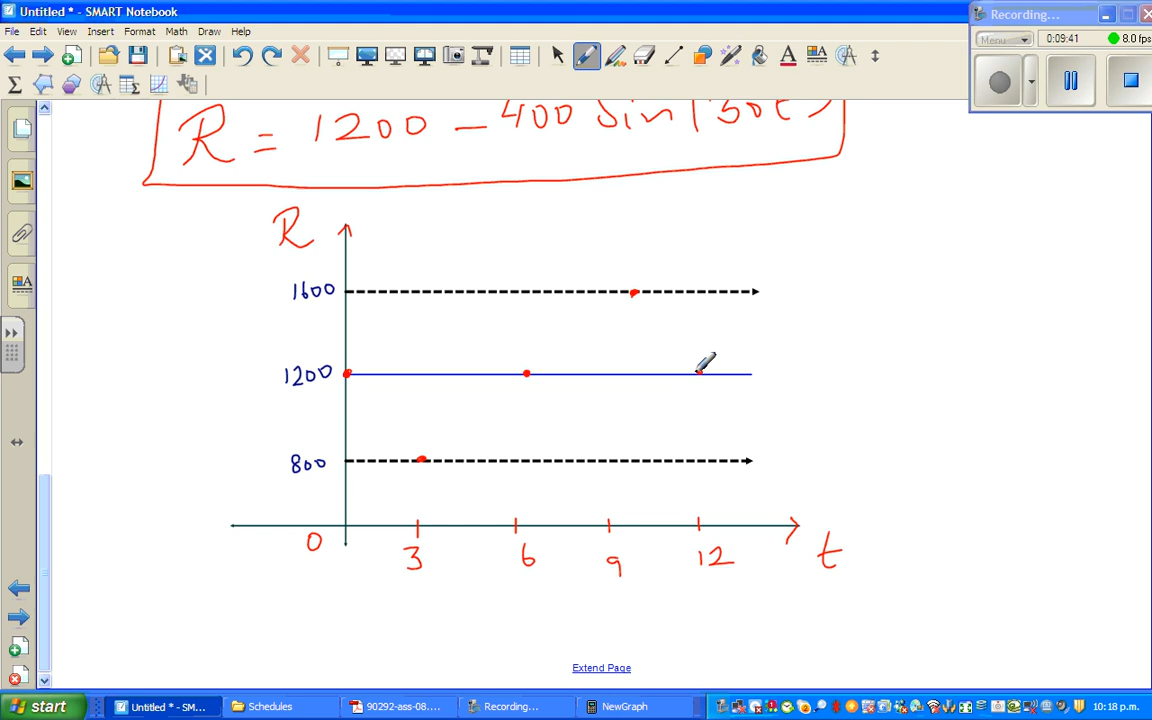 Untitled * - SMART Notebook
File Edit View Insert Format Math Draw Help
Recording...
Menu
0:09:41
8.0 fps
R = 1200 - 400 Sin (30t)
R
1600
1200
800
0 3 6 9 12 t
Extend Page
start
Untitled * - SM...
Schedules
90292-ass-08....
Recording...
NewGraph
10:18 p.m.